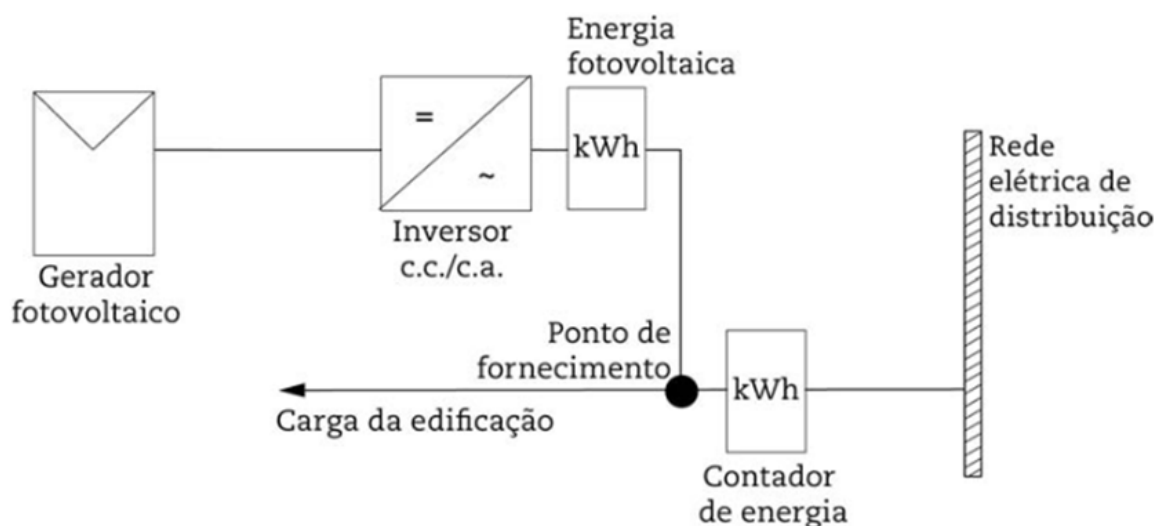 Energia
fotovoltaica
=
~
kWh
Rede
elétrica de
distribuição
Inversor
c.c./c.a.
Gerador
fotovoltaico
Ponto de
fornecimento
kWh
Carga da edificação
Contador
de energia